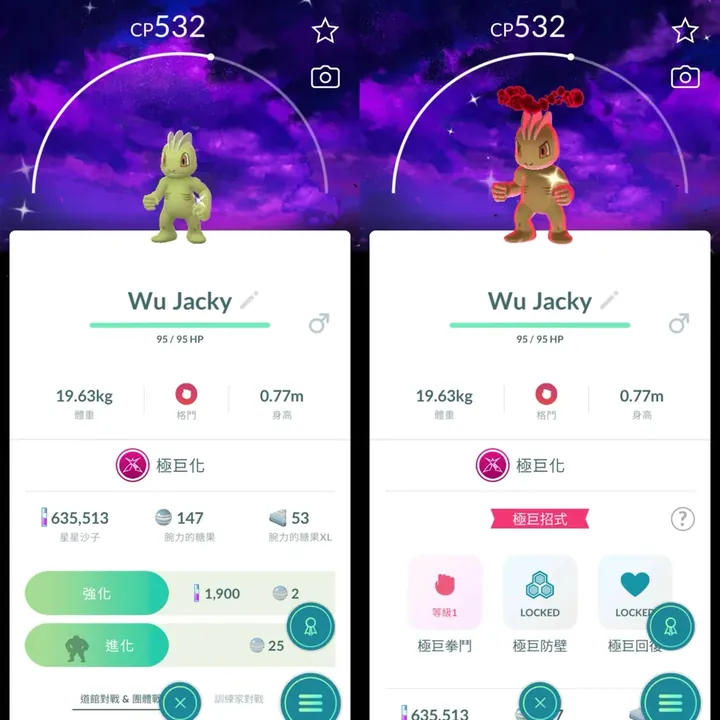 CP532
Wu Jacky
95 / 95 HP
19.63kg
體重
格鬥
0.77m
身高
極巨化
635,513
星星沙子
147
腕力的糖果
53
腕力的糖果XL
強化
1,900
2
進化
25
道館對戰 & 團體戰
訓練家對戰
CP532
Wu Jacky
95 / 95 HP
19.63kg
體重
格鬥
0.77m
身高
極巨化
極巨招式
?
等級1
極巨拳鬥
LOCKED
極巨防壁
LOCKED
極巨回復
635,513